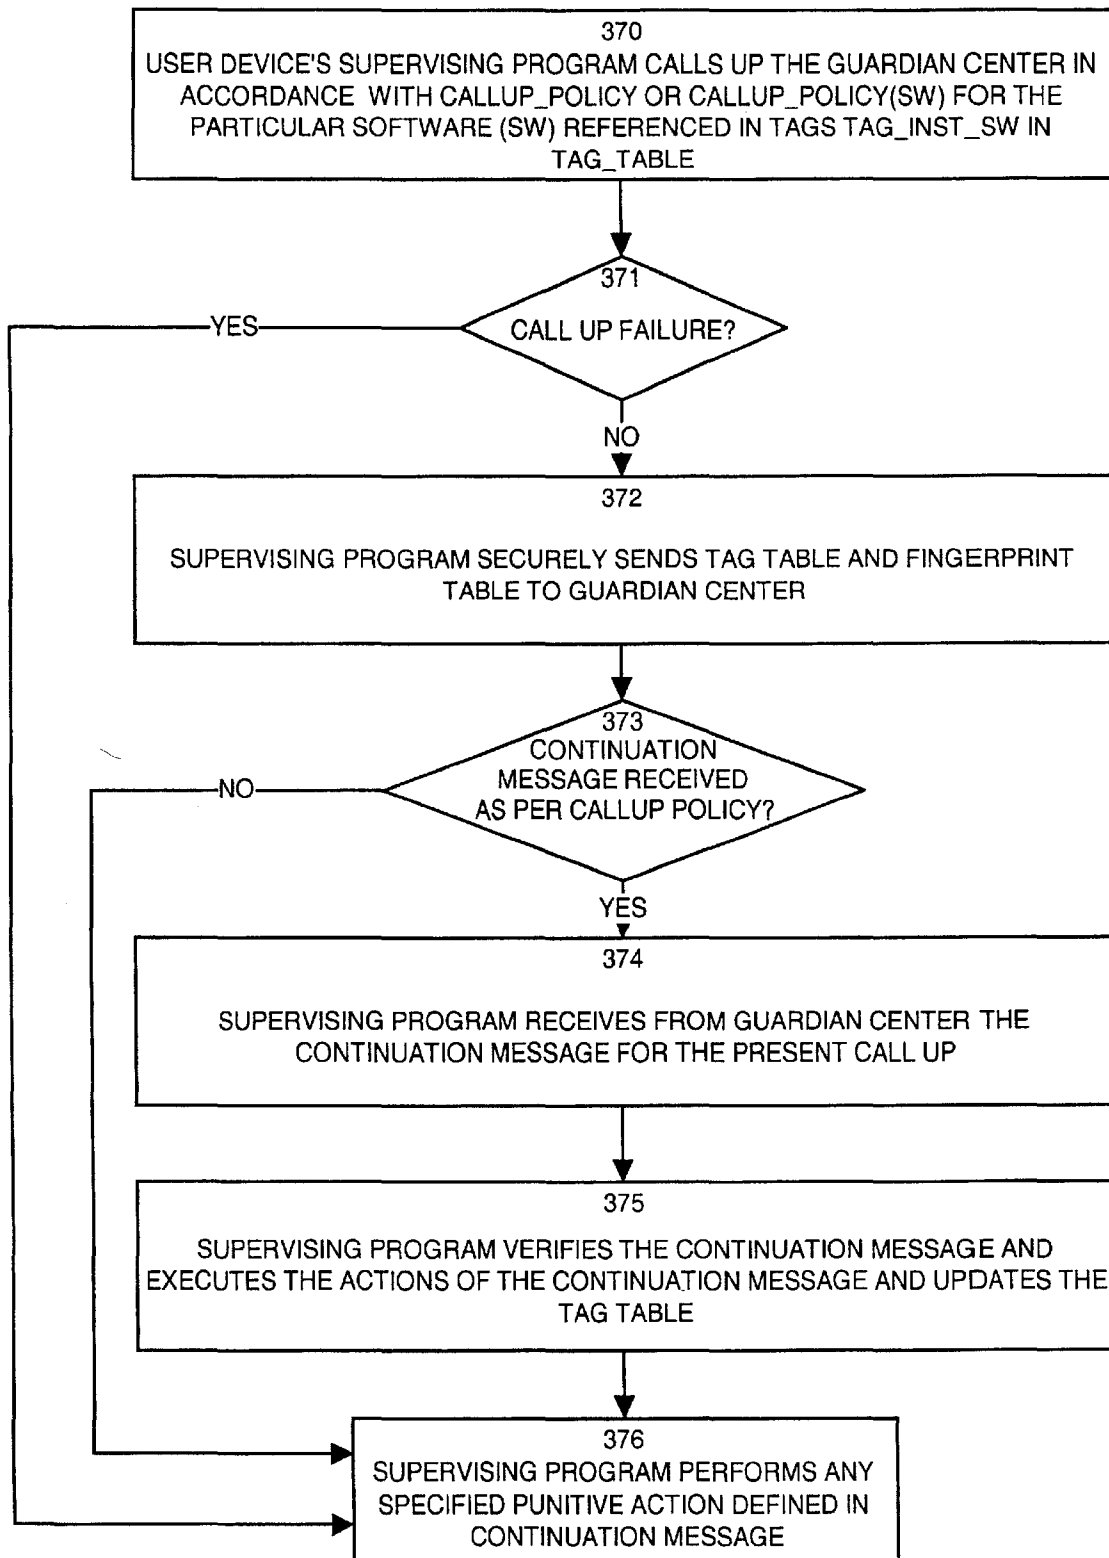 370
USER DEVICE'S SUPERVISING PROGRAM CALLS UP THE GUARDIAN CENTER IN
ACCORDANCE WITH CALLUP_POLICY OR CALLUP_POLICY(SW) FOR THE
PARTICULAR SOFTWARE (SW) REFERENCED IN TAGS TAG_INST_SW IN
TAG_TABLE
371
CALL UP FAILURE?
YES
NO
372
SUPERVISING PROGRAM SECURELY SENDS TAG TABLE AND FINGERPRINT
TABLE TO GUARDIAN CENTER
373
CONTINUATION
MESSAGE RECEIVED
AS PER CALLUP POLICY?
NO
YES
374
SUPERVISING PROGRAM RECEIVES FROM GUARDIAN CENTER THE
CONTINUATION MESSAGE FOR THE PRESENT CALL UP
375
SUPERVISING PROGRAM VERIFIES THE CONTINUATION MESSAGE AND
EXECUTES THE ACTIONS OF THE CONTINUATION MESSAGE AND UPDATES THE
TAG TABLE
376
SUPERVISING PROGRAM PERFORMS ANY
SPECIFIED PUNITIVE ACTION DEFINED IN
CONTINUATION MESSAGE